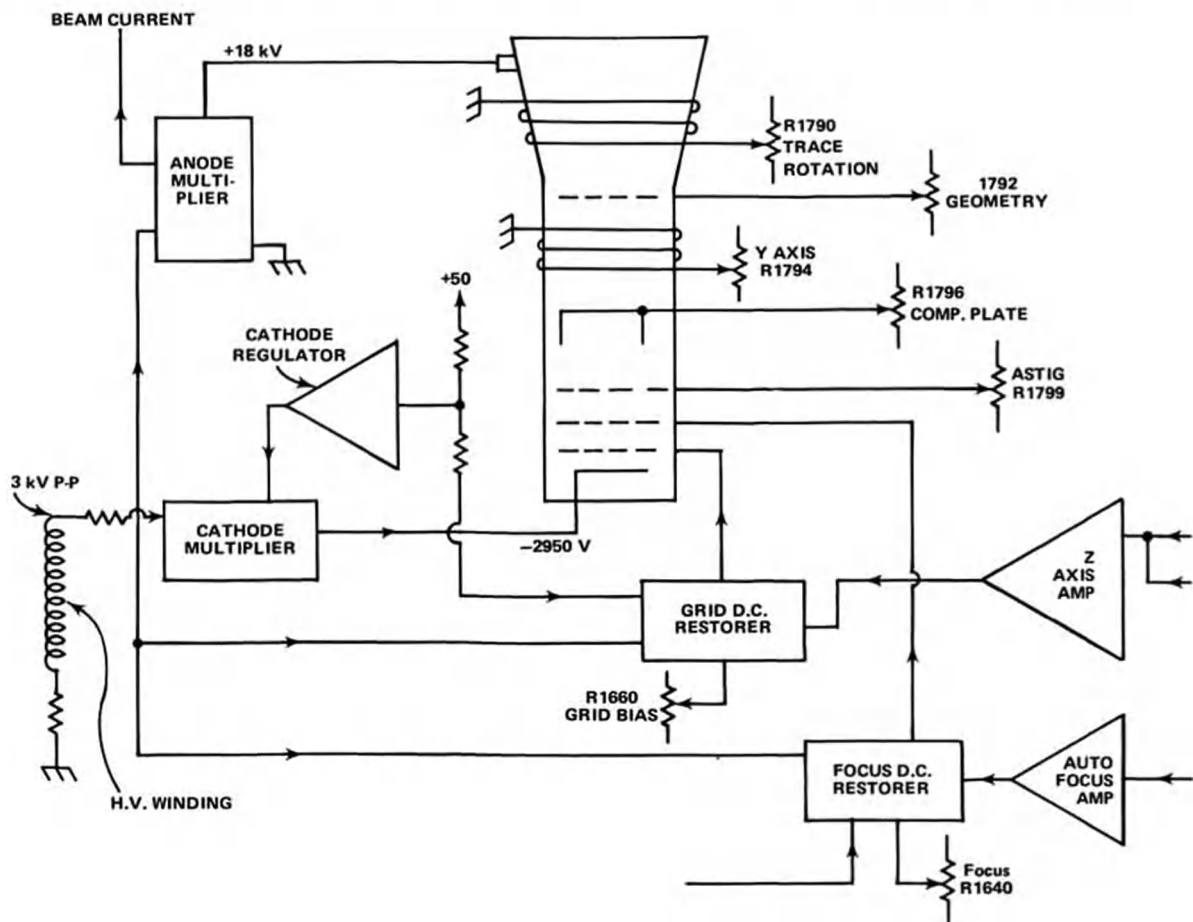 BEAM CURRENT
+18 kV
ANODE
MULTI-
PLIER
R1790
TRACE
ROTATION
1792
GEOMETRY
Y AXIS
R1794
+50
R1796
COMP. PLATE
CATHODE
REGULATOR
ASTIG
R1799
3 kV P-P
CATHODE
MULTIPLIER
−2950 V
GRID D.C.
RESTORER
Z
AXIS
AMP
R1660
GRID BIAS
FOCUS D.C.
RESTORER
AUTO
FOCUS
AMP
H.V. WINDING
Focus
R1640